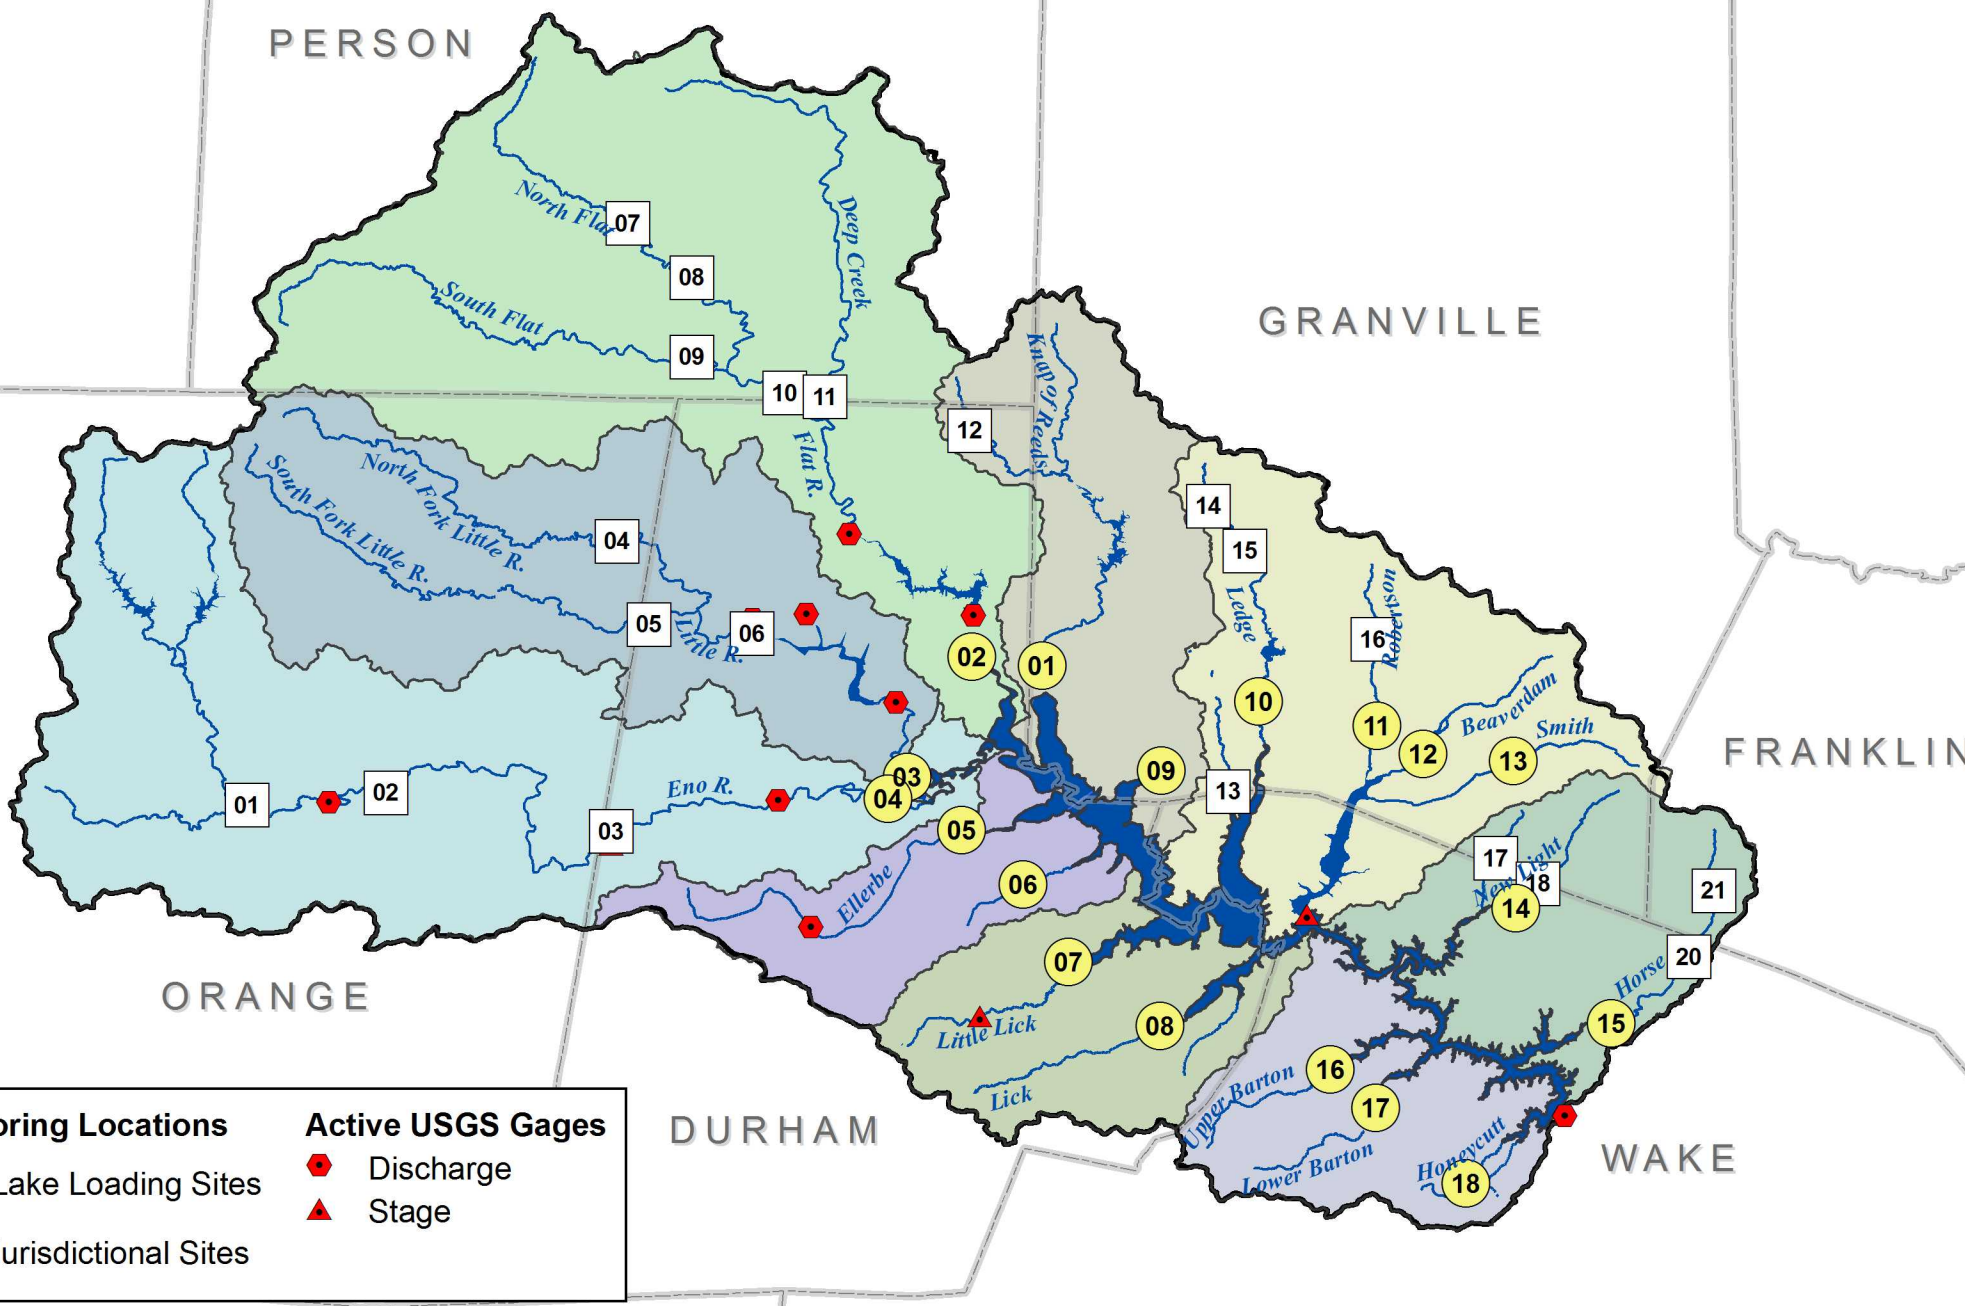 PERSON
North Flat
07
08
Deep Creek
South Flat
09
10
11
GRANVILLE
Knap of Reeds
12
Flat R.
North Fork Little R.
South Fork Little R.
04
14
15
Ledge
05
06
Little R.
16
Robertson
02
01
10
11
12
Beaverdam
13
Smith
FRANKLIN
01
02
Eno R.
03
03
04
05
09
13
Ellerbe
06
17
New Light
18
14
21
20
Horse
15
ORANGE
07
Little Lick
08
Lick
16
Upper Barton
17
Lower Barton
Honeycutt
18
DURHAM
WAKE
oring Locations
Lake Loading Sites
urisdictional Sites
Active USGS Gages
Discharge
Stage